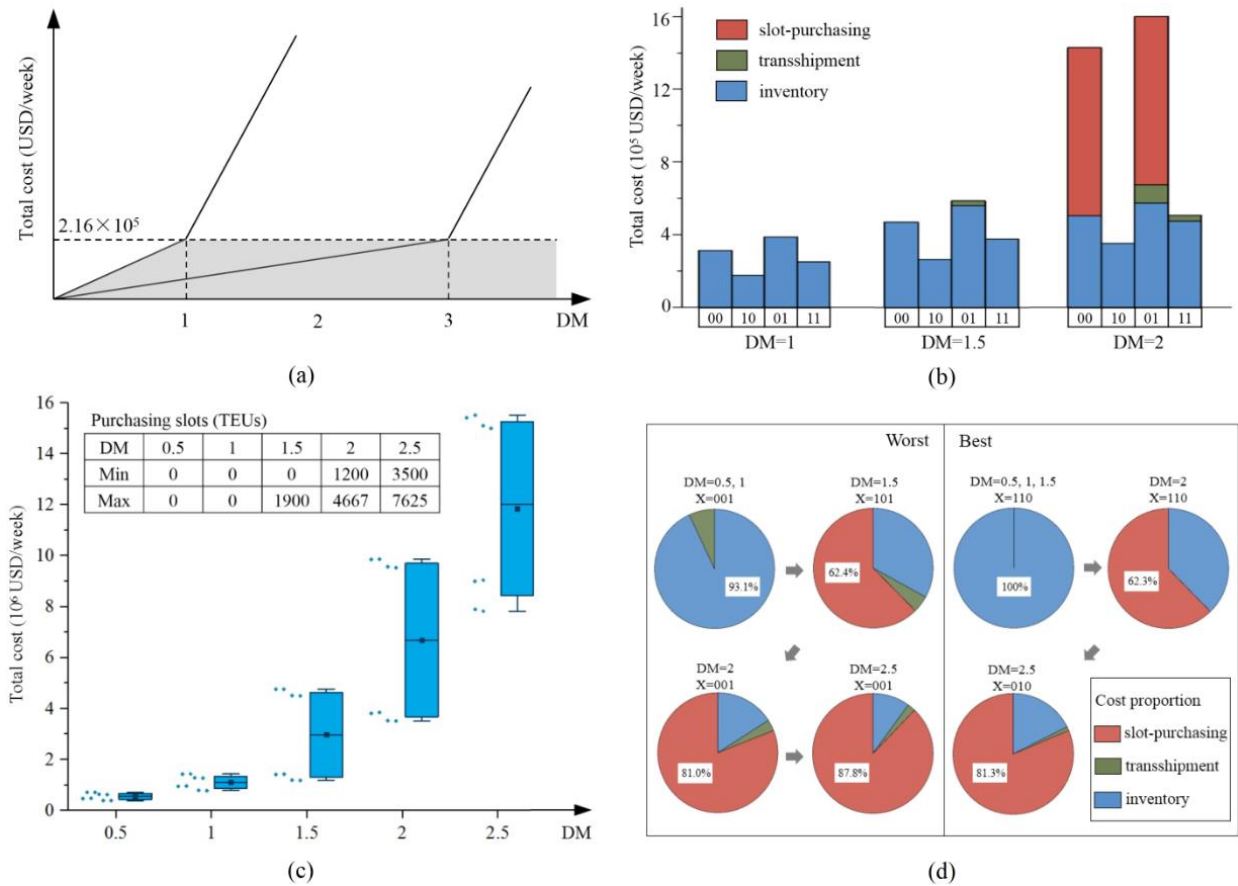 Total cost (USD/week)
2.16×10⁵
1 2 3 DM
(a)
Total cost (10⁵ USD/week)
16
12
8
4
0
slot-purchasing
transshipment
inventory
00 10 01 11 00 10 01 11 00 10 01 11
DM=1 DM=1.5 DM=2
(b)
Total cost (10⁶ USD/week)
16
14
12
10
8
6
4
2
0
Purchasing slots (TEUs)
DM 0.5 1 1.5 2 2.5
Min 0 0 0 1200 3500
Max 0 0 1900 4667 7625
0.5 1 1.5 2 2.5 DM
(c)
Worst Best
DM=0.5, 1
X=001
93.1%
DM=1.5
X=101
62.4%
DM=0.5, 1, 1.5
X=110
100%
DM=2
X=110
62.3%
DM=2
X=001
81.0%
DM=2.5
X=001
87.8%
DM=2.5
X=010
81.3%
Cost proportion
slot-purchasing
transshipment
inventory
(d)